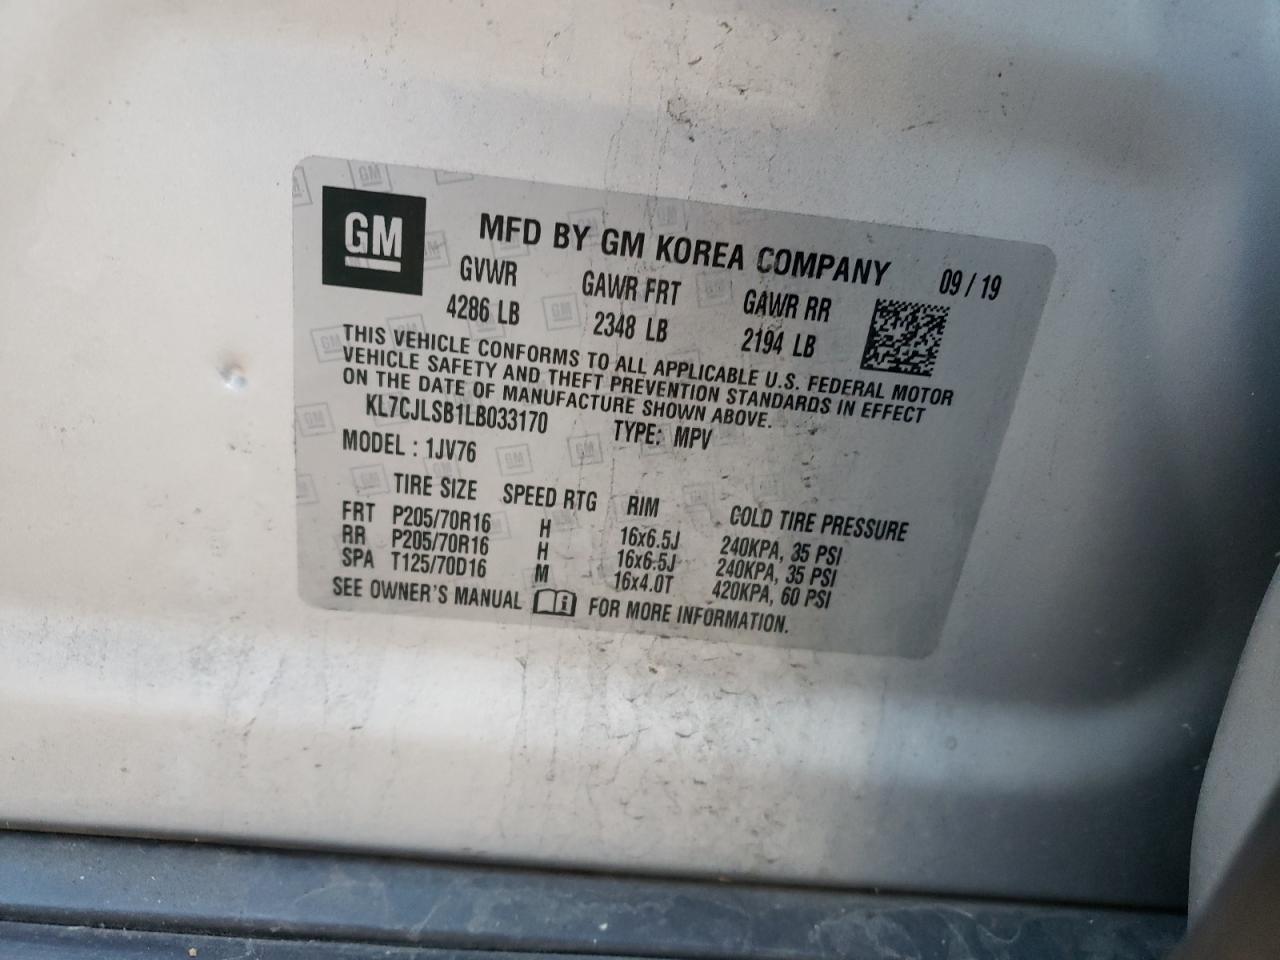 GM
MFD BY GM KOREA COMPANY 09 / 19
GVWR GAWR FRT GAWR RR
4286 LB 2348 LB 2194 LB
THIS VEHICLE CONFORMS TO ALL APPLICABLE U.S. FEDERAL MOTOR
VEHICLE SAFETY AND THEFT PREVENTION STANDARDS IN EFFECT
ON THE DATE OF MANUFACTURE SHOWN ABOVE.
KL7CJLSB1LB033170 TYPE: MPV
MODEL : 1JV76
TIRE SIZE SPEED RTG RIM COLD TIRE PRESSURE
FRT P205/70R16 H 16x6.5J 240KPA, 35 PSI
RR P205/70R16 H 16x6.5J 240KPA, 35 PSI
SPA T125/70D16 M 16x4.0T 420KPA, 60 PSI
SEE OWNER'S MANUAL FOR MORE INFORMATION.